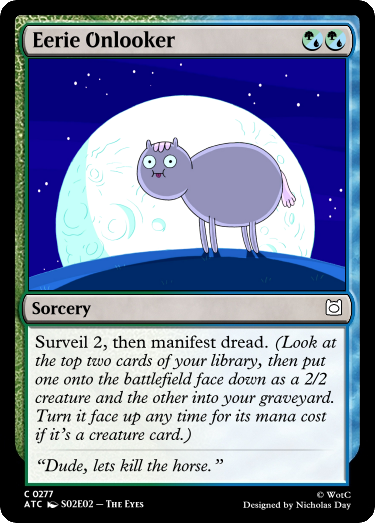 Eerie Onlooker
Sorcery
Surveil 2, then manifest dread. (Look at
the top two cards of your library, then put
one onto the battlefield face down as a 2/2
creature and the other into your graveyard.
Turn it face up any time for its mana cost
if it's a creature card.)
“Dude, lets kill the horse.”
C 0277
ATC S02E02 – The Eyes
© WotC
Designed by Nicholas Day